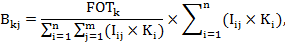 B_kj = FOT_k / (∑_{i=1}^{n} ∑_{j=1}^{m} (I_ij × K_i)) × ∑_{i=1}^{n} (I_ij × K_i),